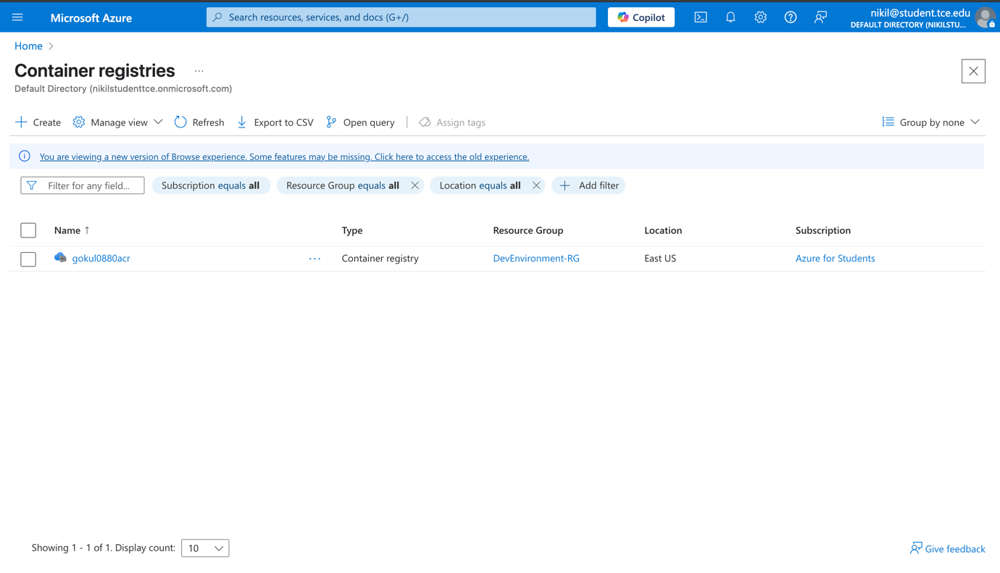 Microsoft Azure
Search resources, services, and docs (G+/)
Copilot
nikil@student.tce.edu
DEFAULT DIRECTORY (NIKILSTU...
Home
Container registries ...
Default Directory (nikilstudenttce.onmicrosoft.com)
Create Manage view Refresh Export to CSV Open query Assign tags Group by none
You are viewing a new version of Browse experience. Some features may be missing. Click here to access the old experience.
Filter for any field... Subscription equals all Resource Group equals all Location equals all Add filter
Name ↑ Type Resource Group Location Subscription
gokul0880acr ... Container registry DevEnvironment-RG East US Azure for Students
Showing 1 - 1 of 1. Display count: 10 Give feedback